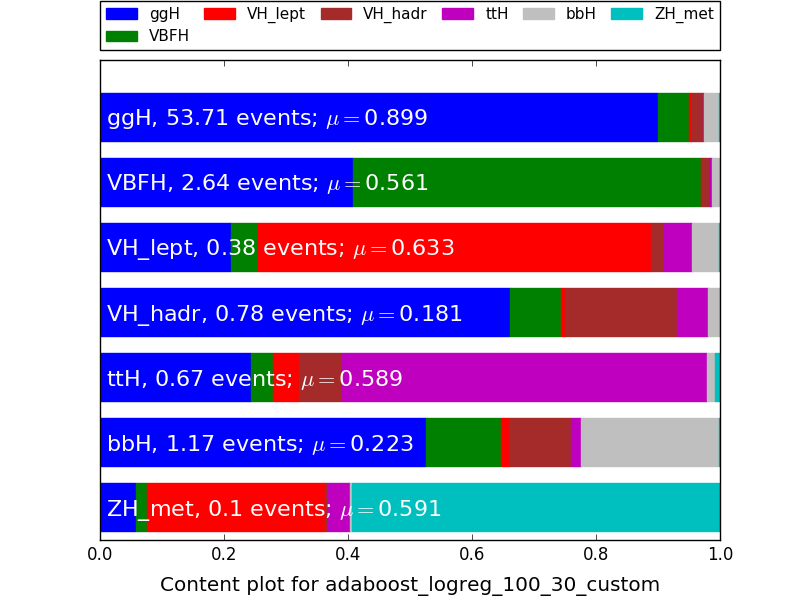 ggH VH_lept VH_hadr ttH bbH ZH_met
VBFH
ggH, 53.71 events; μ = 0.899
VBFH, 2.64 events; μ = 0.561
VH_lept, 0.38 events; μ = 0.633
VH_hadr, 0.78 events; μ = 0.181
ttH, 0.67 events; μ = 0.589
bbH, 1.17 events; μ = 0.223
ZH_met, 0.1 events; μ = 0.591
0.0 0.2 0.4 0.6 0.8 1.0
Content plot for adaboost_logreg_100_30_custom